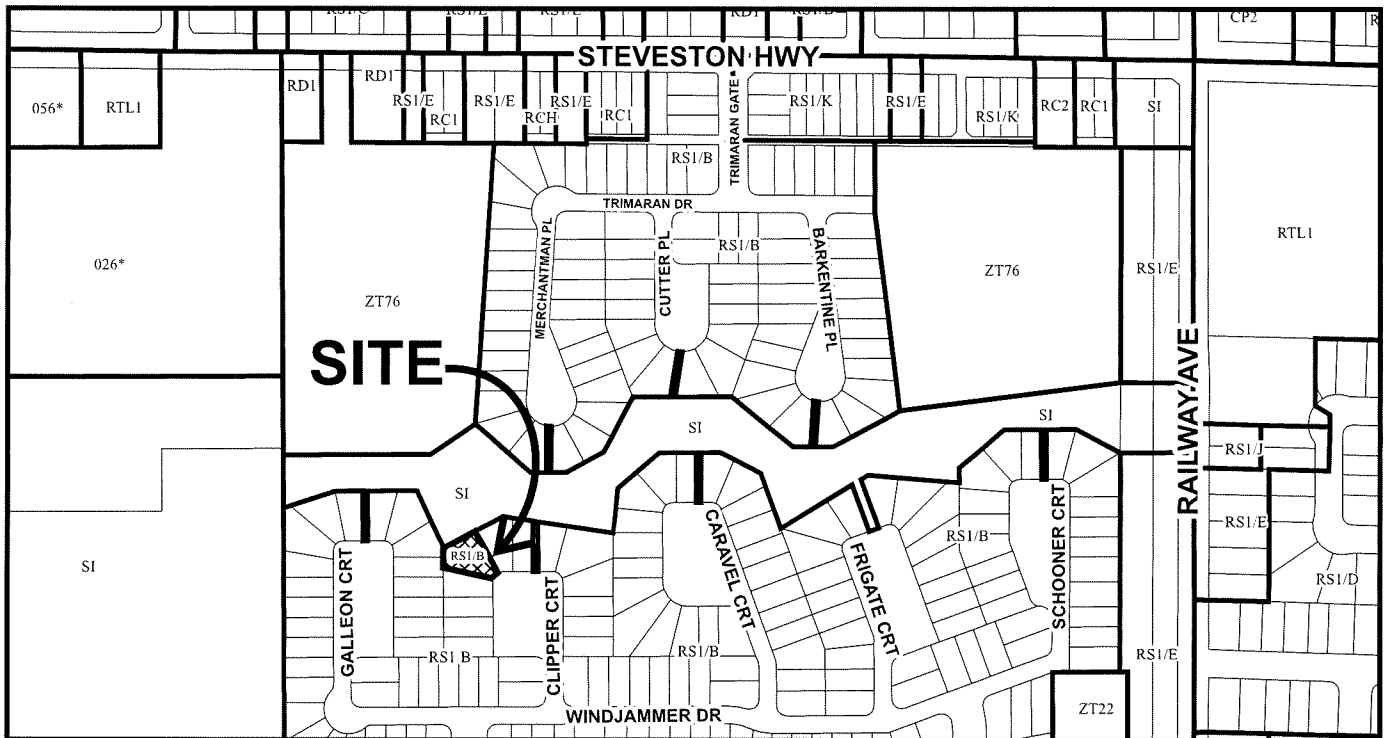 RS1/E
RS1/E
RD1
CP2
STEVESTON HWY
056*
RTL1
RD1
RD1
RS1/E
RC1
RS1/E
RCH
RS1/E
RC1
TRIMARAN GATE
RS1/K
RS1/E
RS1/K
RC2
RC1
SI
RS1/B
TRIMARAN DR
026*
ZT76
MERCHANTMAN PL
CUTTER PL
RS1/B
BARKENTINE PL
ZT76
RS1/E
RTL1
SITE
RAILWAY AVE
SI
SI
SI
RS1/J
SI
RS1/B
GALLEON CRT
CLIPPER CRT
CARAVEL CRT
FRIGATE CRT
RS1/B
SCHOONER CRT
RS1/E
RS1/D
RS1 B
RS1/B
RS1/E
WINDJAMMER DR
ZT22